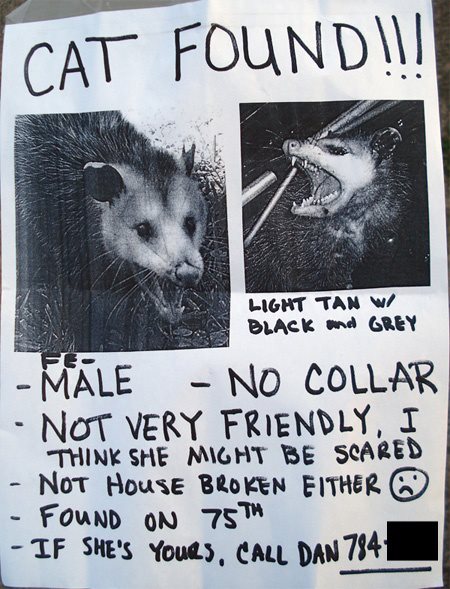 CAT FOUND!!!
LIGHT TAN W/
BLACK and GREY
FE-
- MALE - NO COLLAR
- NOT VERY FRIENDLY, I
THINK SHE MIGHT BE SCARED
- NOT HOUSE BROKEN EITHER
- FOUND ON 75TH
- IF SHE'S YOURS, CALL DAN 784-